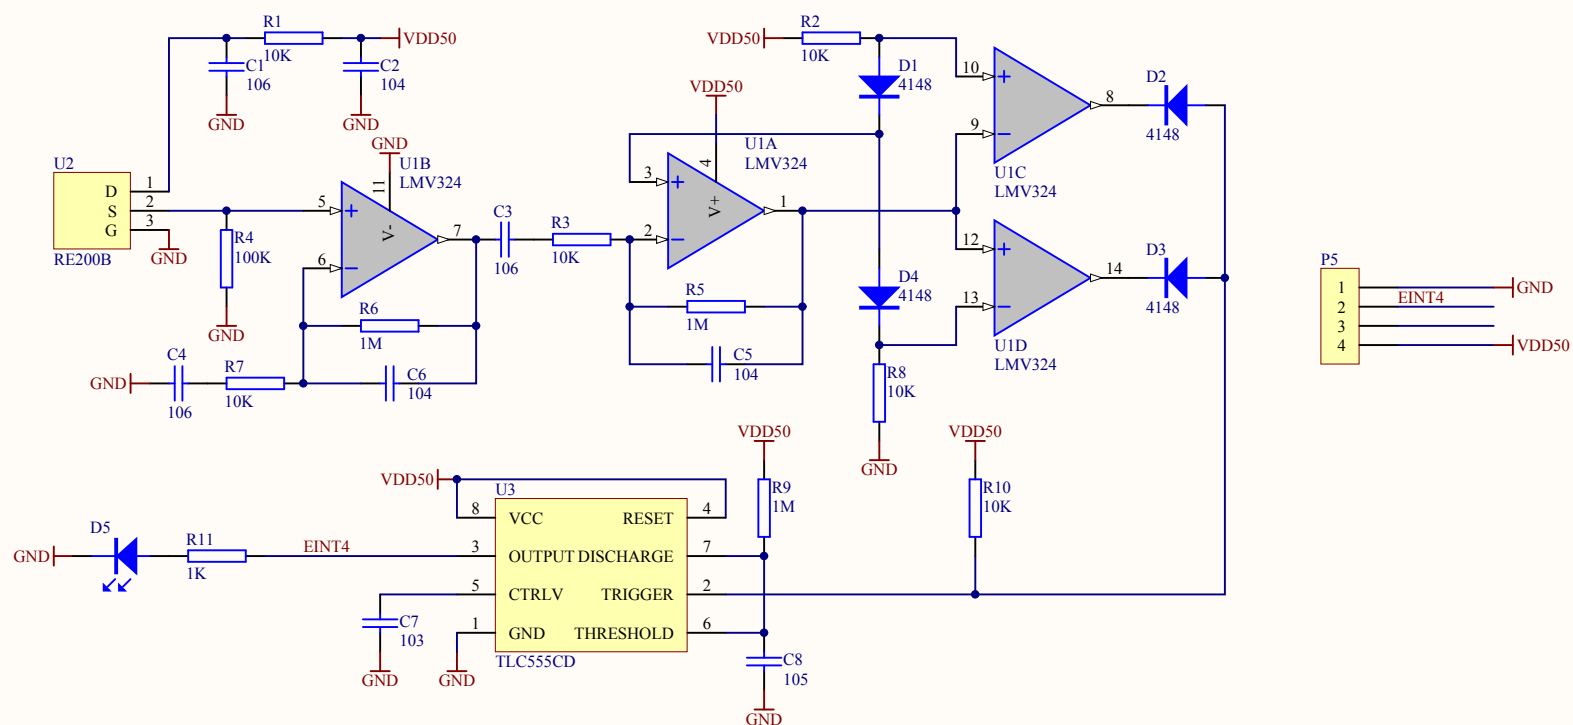 R1
10K
VDD50
C1
106
C2
104
GND
GND
U2
D 1
S 2
G 3
RE200B
GND
R4
100K
GND
GND
U1B
LMV324
11
V-
5
6
7
R6
1M
C6
104
GND
C4
106
R7
10K
C3
106
R3
10K
VDD50
U1A
LMV324
4
V+
3
2
1
R5
1M
C5
104
VDD50
R2
10K
D1
4148
10
9
8
U1C
LMV324
D2
4148
12
13
14
U1D
LMV324
D3
4148
D4
4148
R8
10K
GND
P5
1 GND
2 EINT4
3
4 VDD50
VDD50
U3
8 VCC RESET 4
3 OUTPUT DISCHARGE 7
5 CTRLV TRIGGER 2
1 GND THRESHOLD 6
TLC555CD
GND
D5
R11
1K
EINT4
C7
103
GND
GND
VDD50
R9
1M
C8
105
GND
VDD50
R10
10K